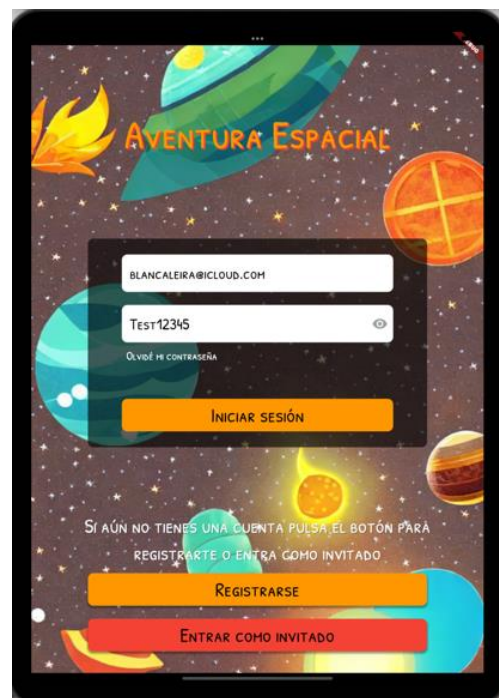 AVENTURA ESPACIAL
BLANCALEIRA@ICLOUD.COM
TEST12345
OLVIDÉ MI CONTRASEÑA
INICIAR SESIÓN
SI AÚN NO TIENES UNA CUENTA PULSA EL BOTÓN PARA
REGISTRARTE O ENTRA COMO INVITADO
REGISTRARSE
ENTRAR COMO INVITADO